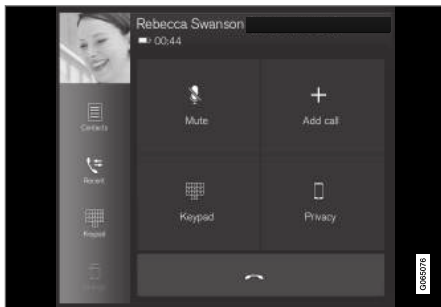 Rebecca Swanson
00:44
Mute
Add call
Contacts
Recent
Keypad
Privacy
Keypad
G065076